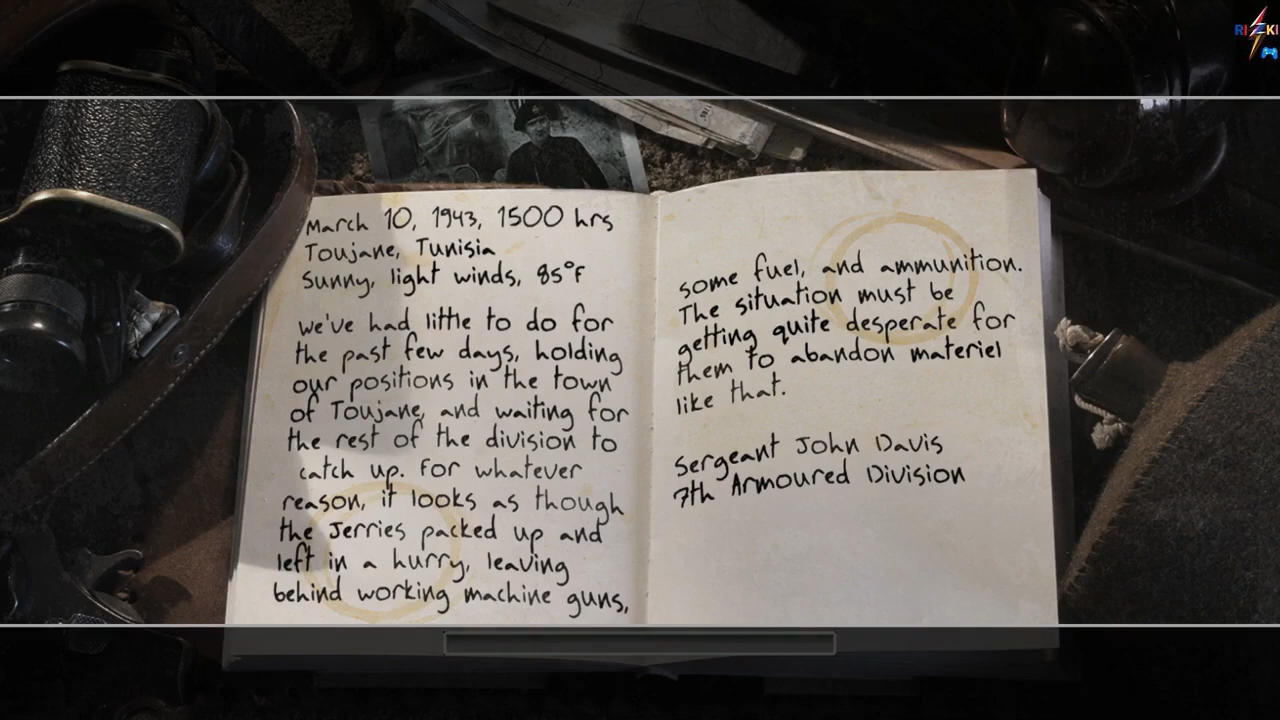 RIZKI
March 10, 1943, 1500 hrs
Toujane, Tunisia
Sunny, light winds, 85°F
we've had little to do for
the past few days, holding
our positions in the town
of Toujane, and waiting for
the rest of the division to
catch up. For whatever
reason, it looks as though
the Jerries packed up and
left in a hurry, leaving
behind working machine guns,
some fuel, and ammunition.
The situation must be
getting quite desperate for
them to abandon materiel
like that.
Sergeant John Davis
7th Armoured Division